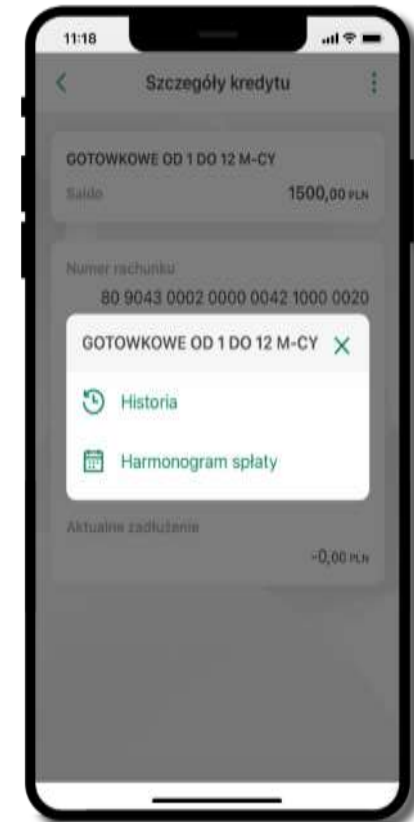 11:18
Szczegóły kredytu
GOTOWKOWE OD 1 DO 12 M-CY
Saldo
1500,00 PLN
Numer rachunku
80 9043 0002 0000 0042 1000 0020
GOTOWKOWE OD 1 DO 12 M-CY
Historia
Harmonogram spłaty
Aktualne zadłużenie
-0,00 PLN